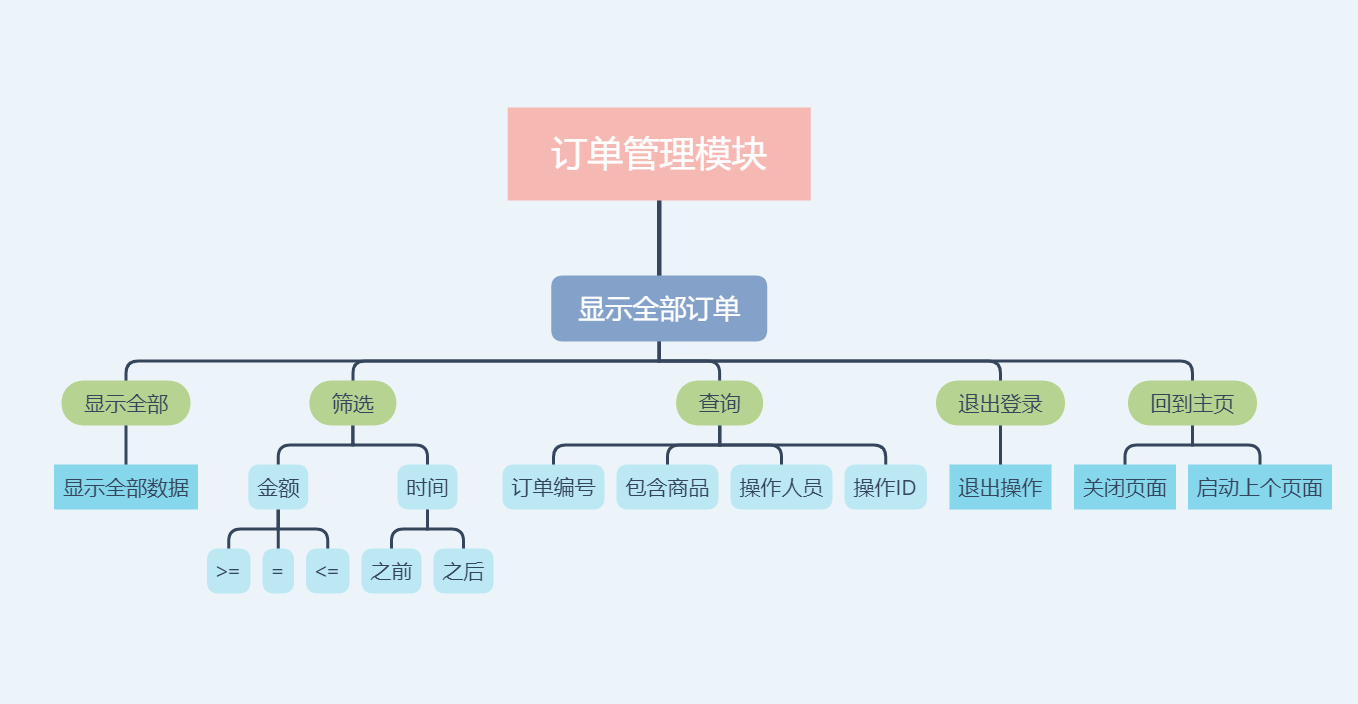 订单管理模块
显示全部订单
显示全部
筛选
查询
退出登录
回到主页
显示全部数据
金额
时间
订单编号
包含商品
操作人员
操作ID
退出操作
关闭页面
启动上个页面
>=
=
<=
之前
之后